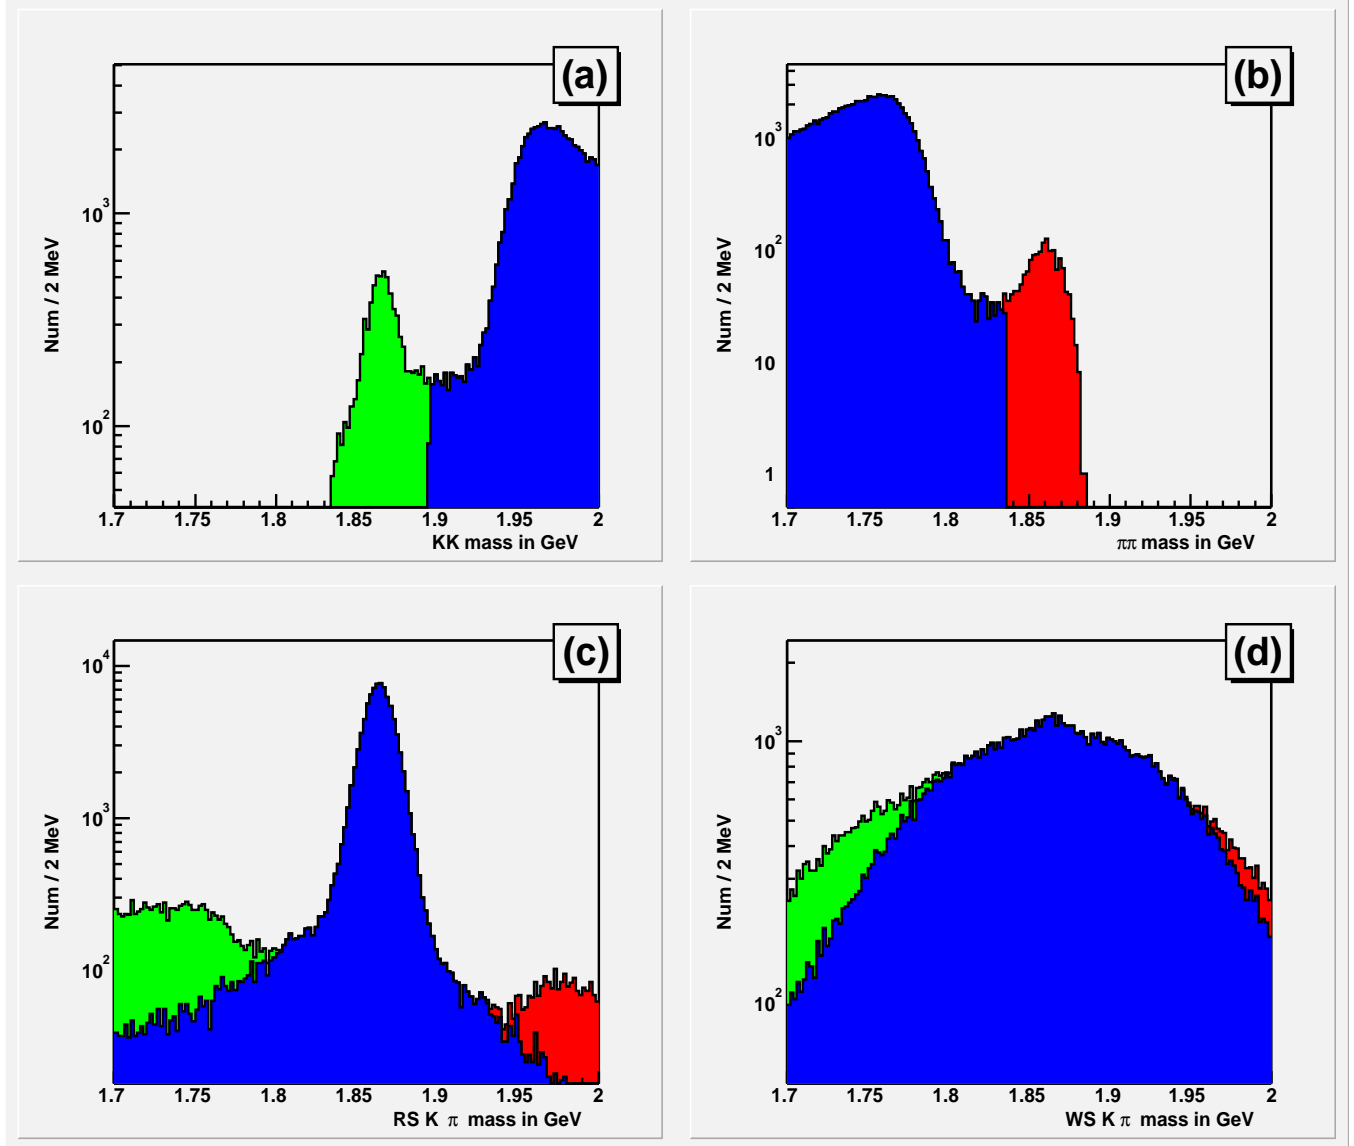 (a)
10³
10²
Num / 2 MeV
1.7 1.75 1.8 1.85 1.9 1.95 2
KK mass in GeV
(b)
10³
10²
10
1
Num / 2 MeV
1.7 1.75 1.8 1.85 1.9 1.95 2
ππ mass in GeV
(c)
10⁴
10³
10²
Num / 2 MeV
1.7 1.75 1.8 1.85 1.9 1.95 2
RS K π mass in GeV
(d)
10³
10²
Num / 2 MeV
1.7 1.75 1.8 1.85 1.9 1.95 2
WS K π mass in GeV